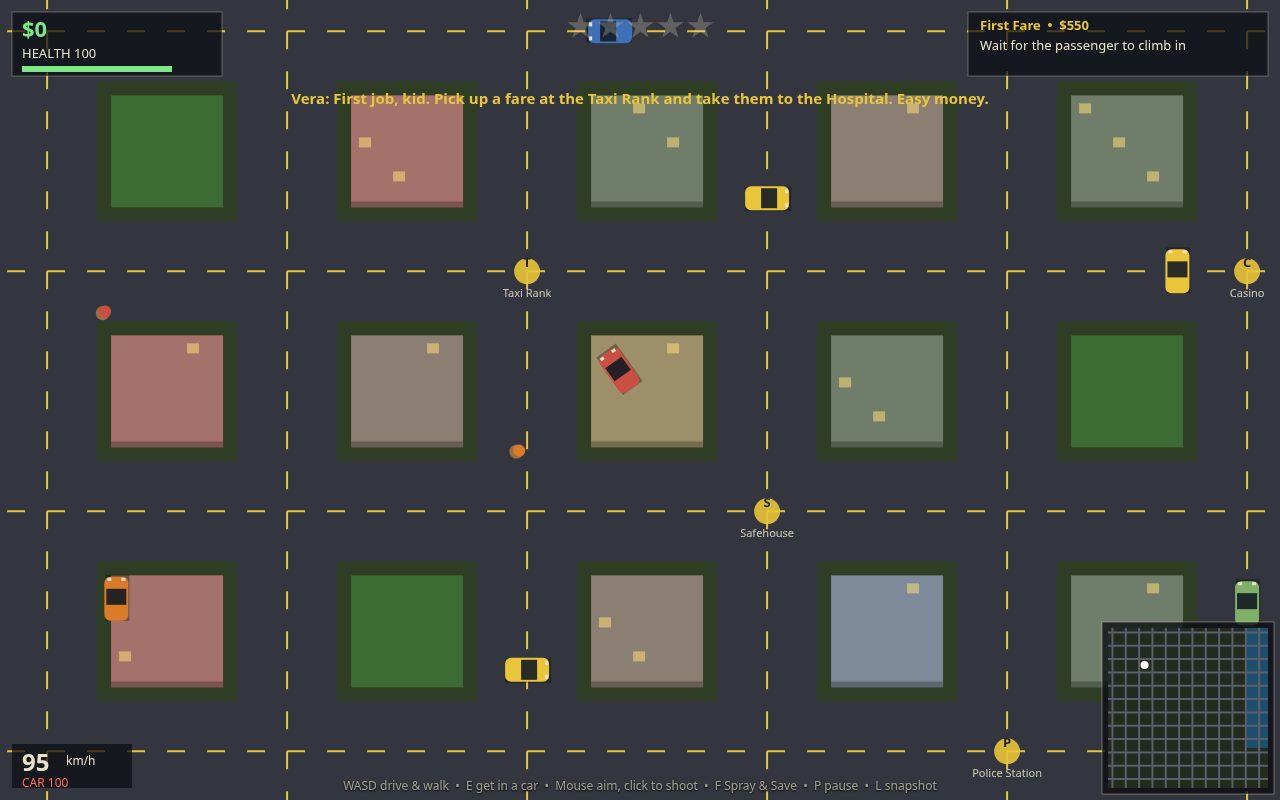 $0
HEALTH 100
First Fare • $550
Wait for the passenger to climb in
Vera: First job, kid. Pick up a fare at the Taxi Rank and take them to the Hospital. Easy money.
T
Taxi Rank
C
Casino
S
Safehouse
P
Police Station
95 km/h
CAR 100
WASD drive & walk • E get in a car • Mouse aim, click to shoot • F Spray & Save • P pause • L snapshot